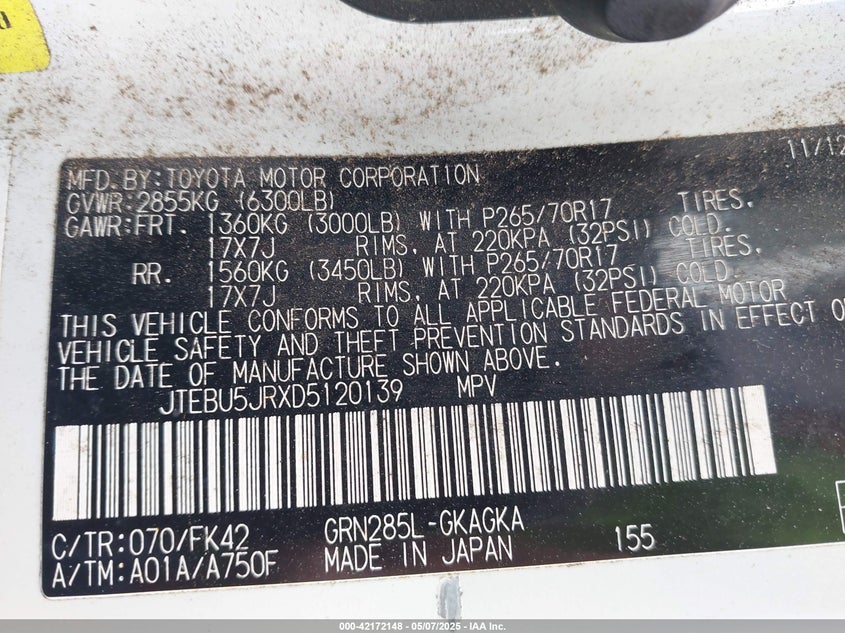 11/12
MFD. BY: TOYOTA MOTOR CORPORATION
GVWR: 2855KG (6300LB)
GAWR: FRT. 1360KG (3000LB) WITH P265/70R17 TIRES,
17X7J RIMS, AT 220KPA (32PSI) COLD.
RR. 1560KG (3450LB) WITH P265/70R17 TIRES,
17X7J RIMS, AT 220KPA (32PSI) COLD.
THIS VEHICLE CONFORMS TO ALL APPLICABLE FEDERAL MOTOR
VEHICLE SAFETY AND THEFT PREVENTION STANDARDS IN EFFECT
THE DATE OF MANUFACTURE SHOWN ABOVE.
JTEBU5JRXD5120139 MPV
C/TR: 070/FK42 GRN285L-GKAGKA 155
A/TM: A01A/A750F MADE IN JAPAN
000-42172148 - 05/07/2025 - IAA Inc.